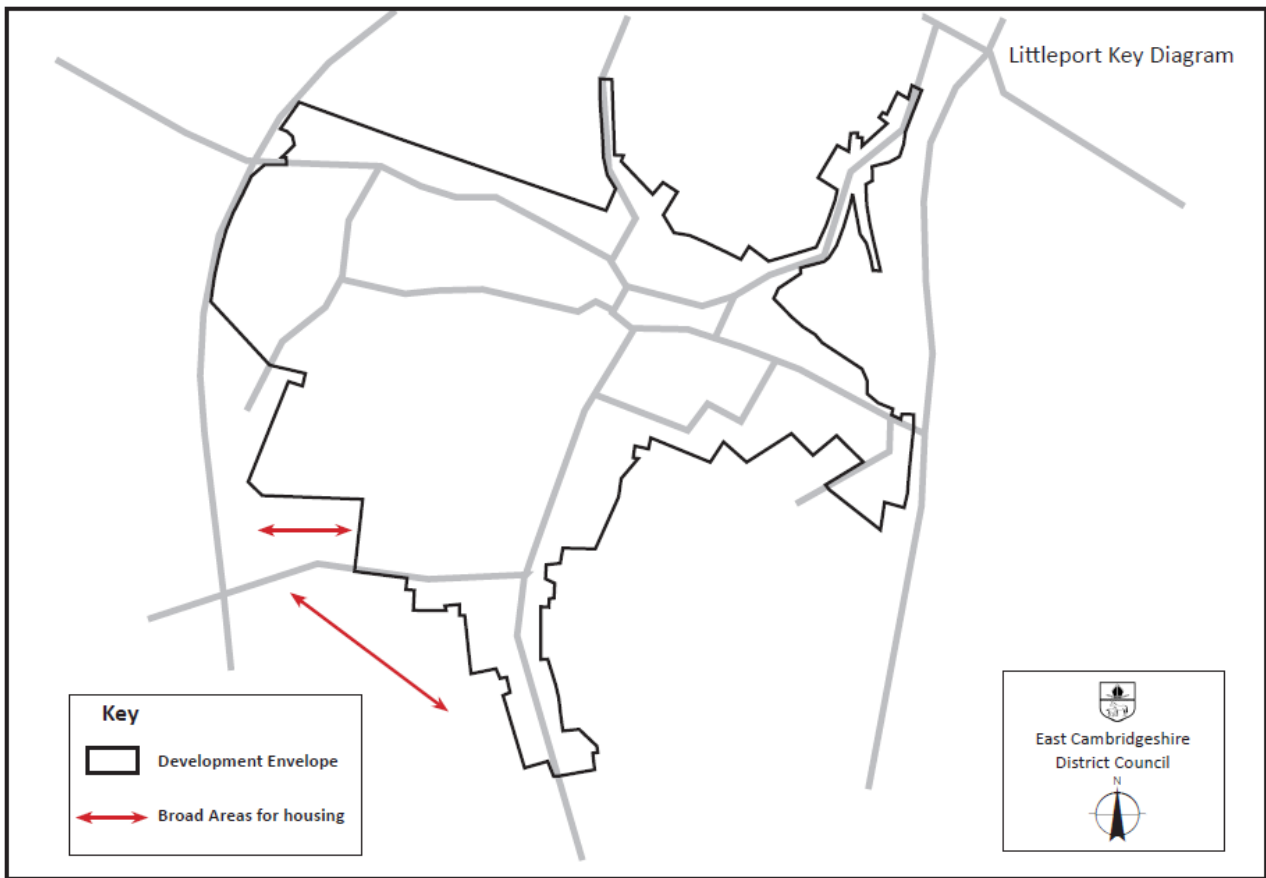 Littleport Key Diagram
Key
Development Envelope
Broad Areas for housing
East Cambridgeshire
District Council
N